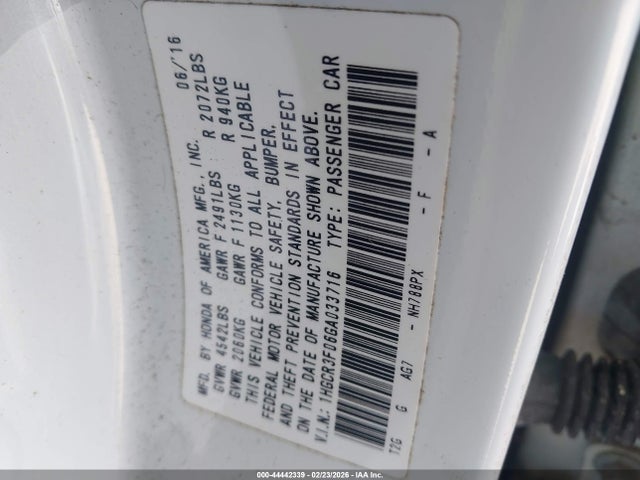 MFD. BY HONDA OF AMERICA MFG., INC. 06/'16
GVWR 4542LBS GAWR F 2491LBS R 2072LBS
GVWR 2060KG GAWR F 1130KG R 940KG
THIS VEHICLE CONFORMS TO ALL APPLICABLE
FEDERAL MOTOR VEHICLE SAFETY, BUMPER,
AND THEFT PREVENTION STANDARDS IN EFFECT
ON THE DATE OF MANUFACTURE SHOWN ABOVE.
V.I.N.: 1HGCR3F06GA033716 TYPE: PASSENGER CAR
T2G G AG7 - NH788PX - F - A
000-44442339 - 02/23/2026 - IAA Inc.